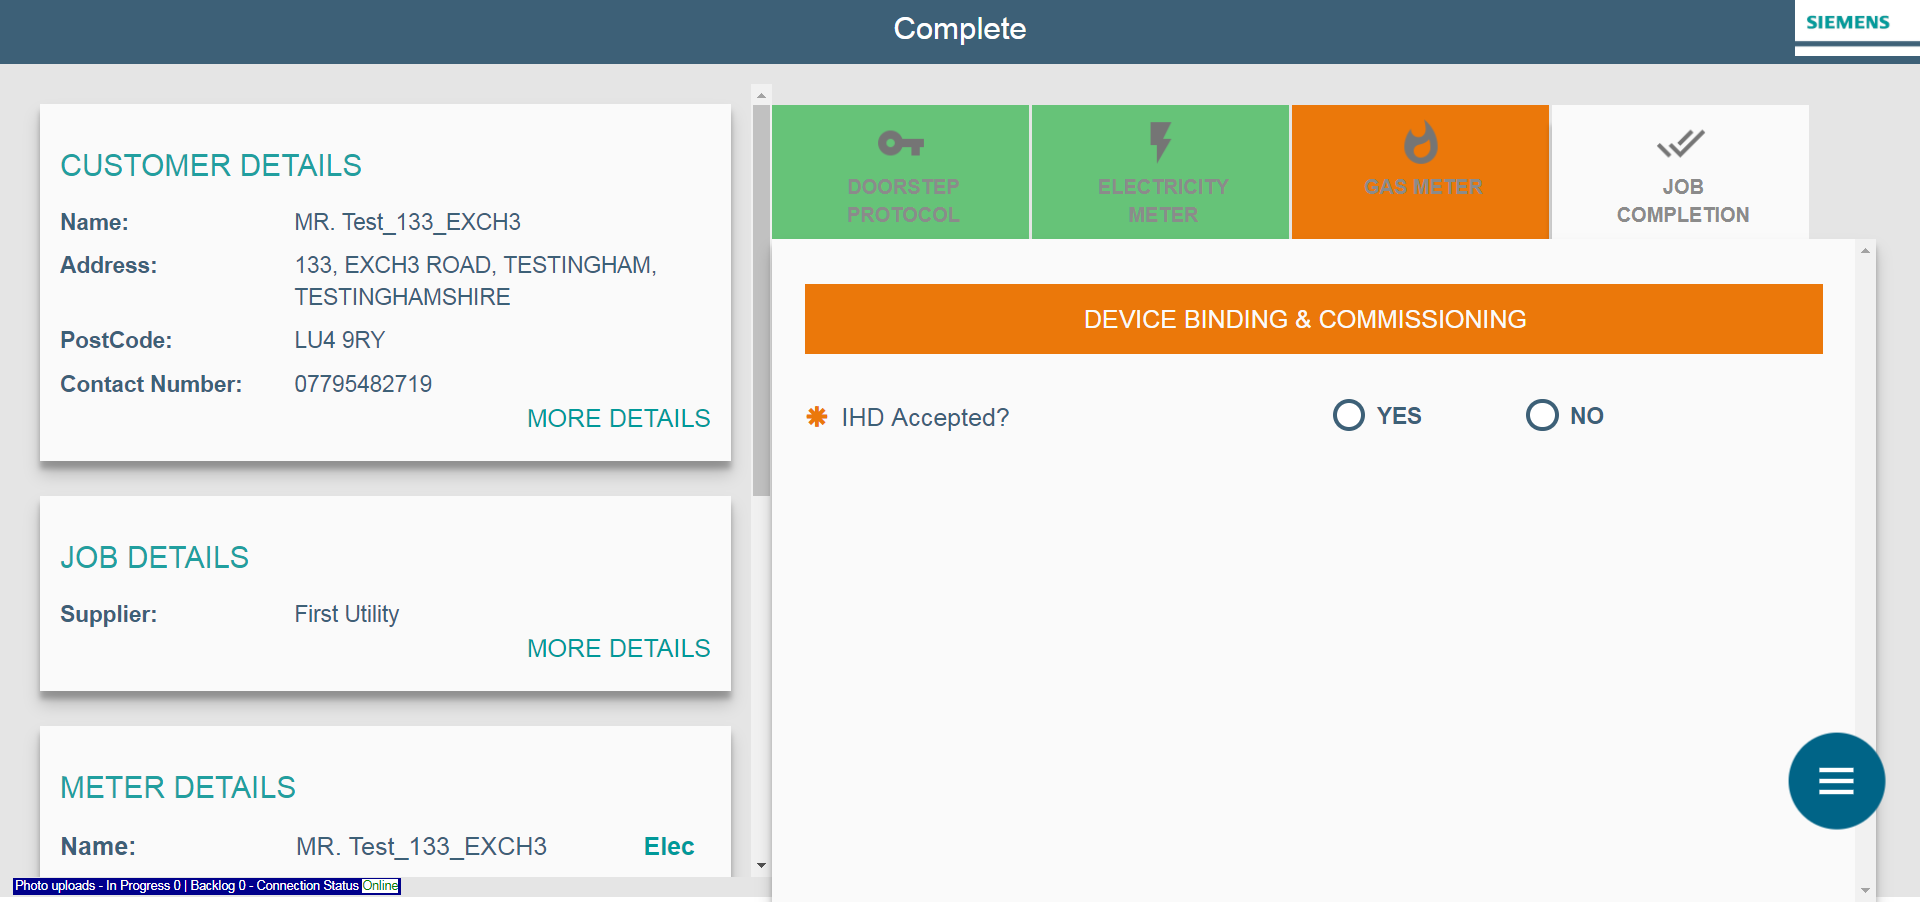 Complete
SIEMENS
CUSTOMER DETAILS
Name: MR. Test_133_EXCH3
Address: 133, EXCH3 ROAD, TESTINGHAM,
TESTINGHAMSHIRE
PostCode: LU4 9RY
Contact Number: 07795482719
MORE DETAILS
JOB DETAILS
Supplier: First Utility
MORE DETAILS
METER DETAILS
Name: MR. Test_133_EXCH3 Elec
Photo uploads - In Progress 0 | Backlog 0 - Connection Status Online
DOORSTEP
PROTOCOL
ELECTRICITY
METER
GAS METER
JOB
COMPLETION
DEVICE BINDING & COMMISSIONING
✱ IHD Accepted? YES NO